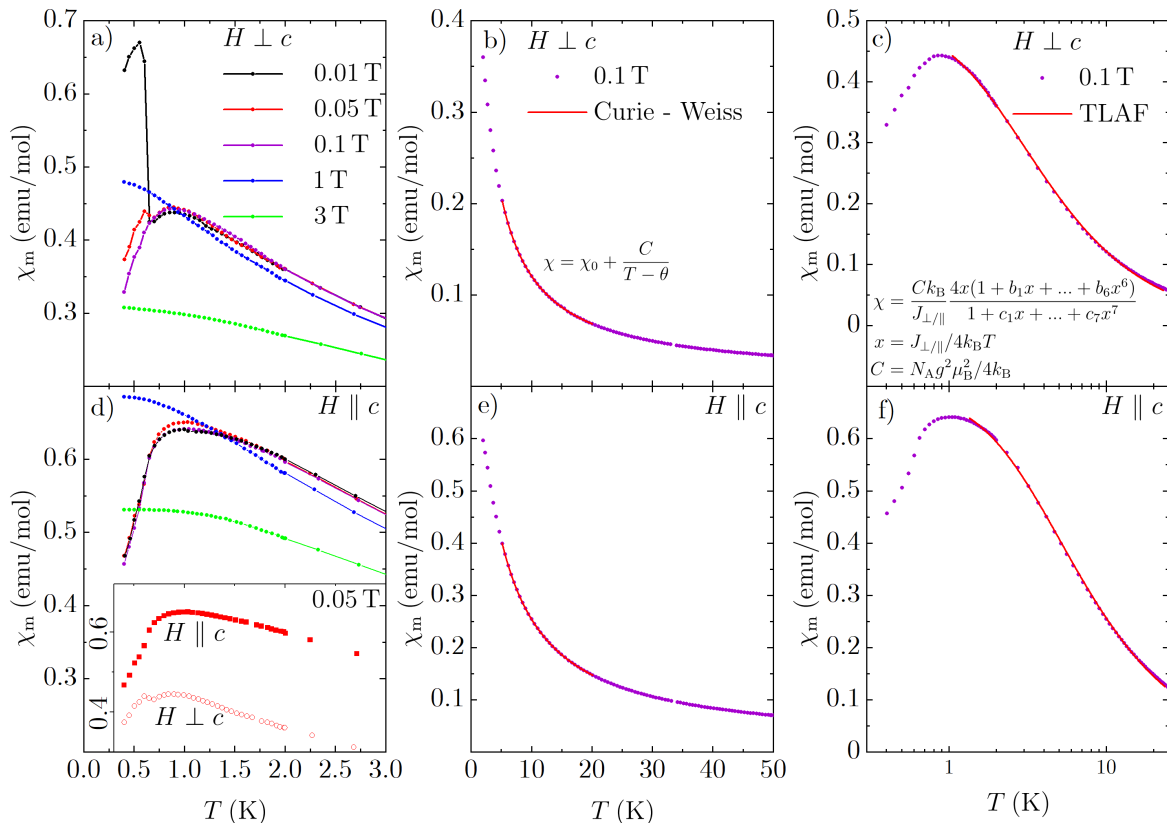 a)
H ⊥ c
0.01 T
0.05 T
0.1 T
1 T
3 T
0.7
0.6
0.5
0.4
0.3
χm (emu/mol)
b)
H ⊥ c
0.1 T
Curie - Weiss
χ = χ0 + C / (T − θ)
0.4
0.3
0.2
0.1
χm (emu/mol)
c)
H ⊥ c
0.1 T
TLAF
χ = (CkB / J⊥/∥) (4x(1 + b1x + ... + b6x^6) / (1 + c1x + ... + c7x^7))
x = J⊥/∥/4kBT
C = NAg^2μB^2/4kB
0.5
0.4
0.3
0.2
0.1
0
χm (emu/mol)
d)
H ∥ c
0.6
0.5
0.4
0.3
χm (emu/mol)
0.05 T
H ∥ c
H ⊥ c
0.6
0.4
0.0 0.5 1.0 1.5 2.0 2.5 3.0
T (K)
e)
H ∥ c
0.6
0.5
0.4
0.3
0.2
0.1
χm (emu/mol)
0 10 20 30 40 50
T (K)
f)
H ∥ c
0.6
0.5
0.4
0.3
0.2
0.1
0
χm (emu/mol)
1 10
T (K)